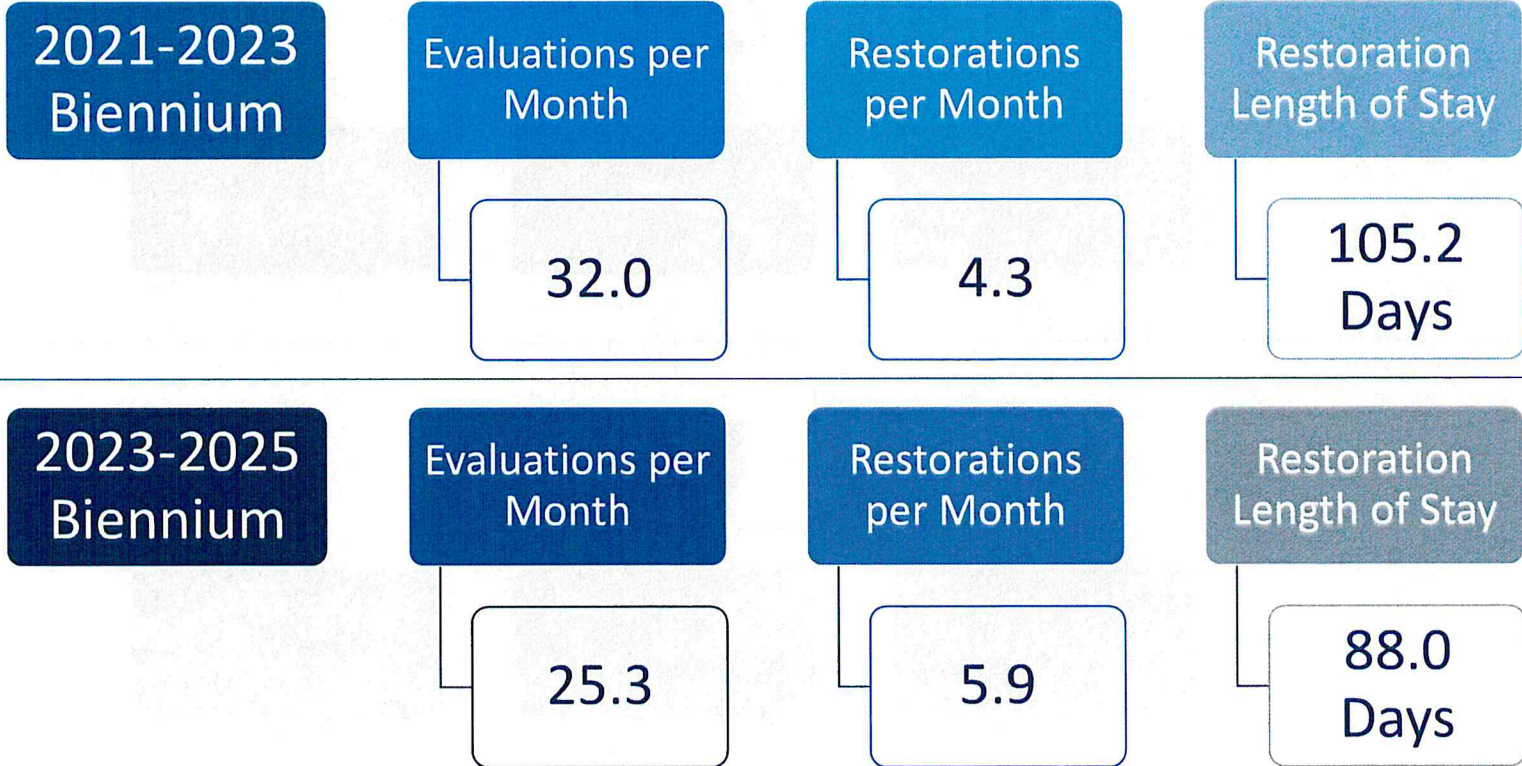 2021-2023
Biennium
Evaluations per
Month
32.0
Restorations
per Month
4.3
Restoration
Length of Stay
105.2
Days
2023-2025
Biennium
Evaluations per
Month
25.3
Restorations
per Month
5.9
Restoration
Length of Stay
88.0
Days